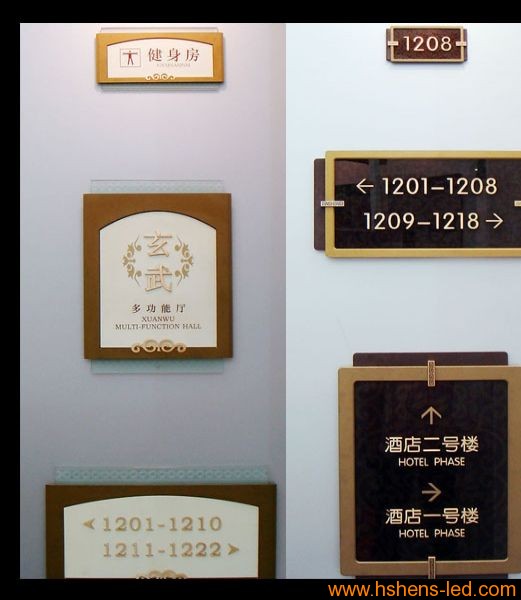 健身房
玄
武
多功能厅
XUANWU
MULTI-FUNCTION HALL
1201-1210
1211-1222
1208
← 1201-1208
1209-1218 →
↑
酒店二号楼
HOTEL PHASE
→
酒店一号楼
HOTEL PHASE
www.hshens-led.com